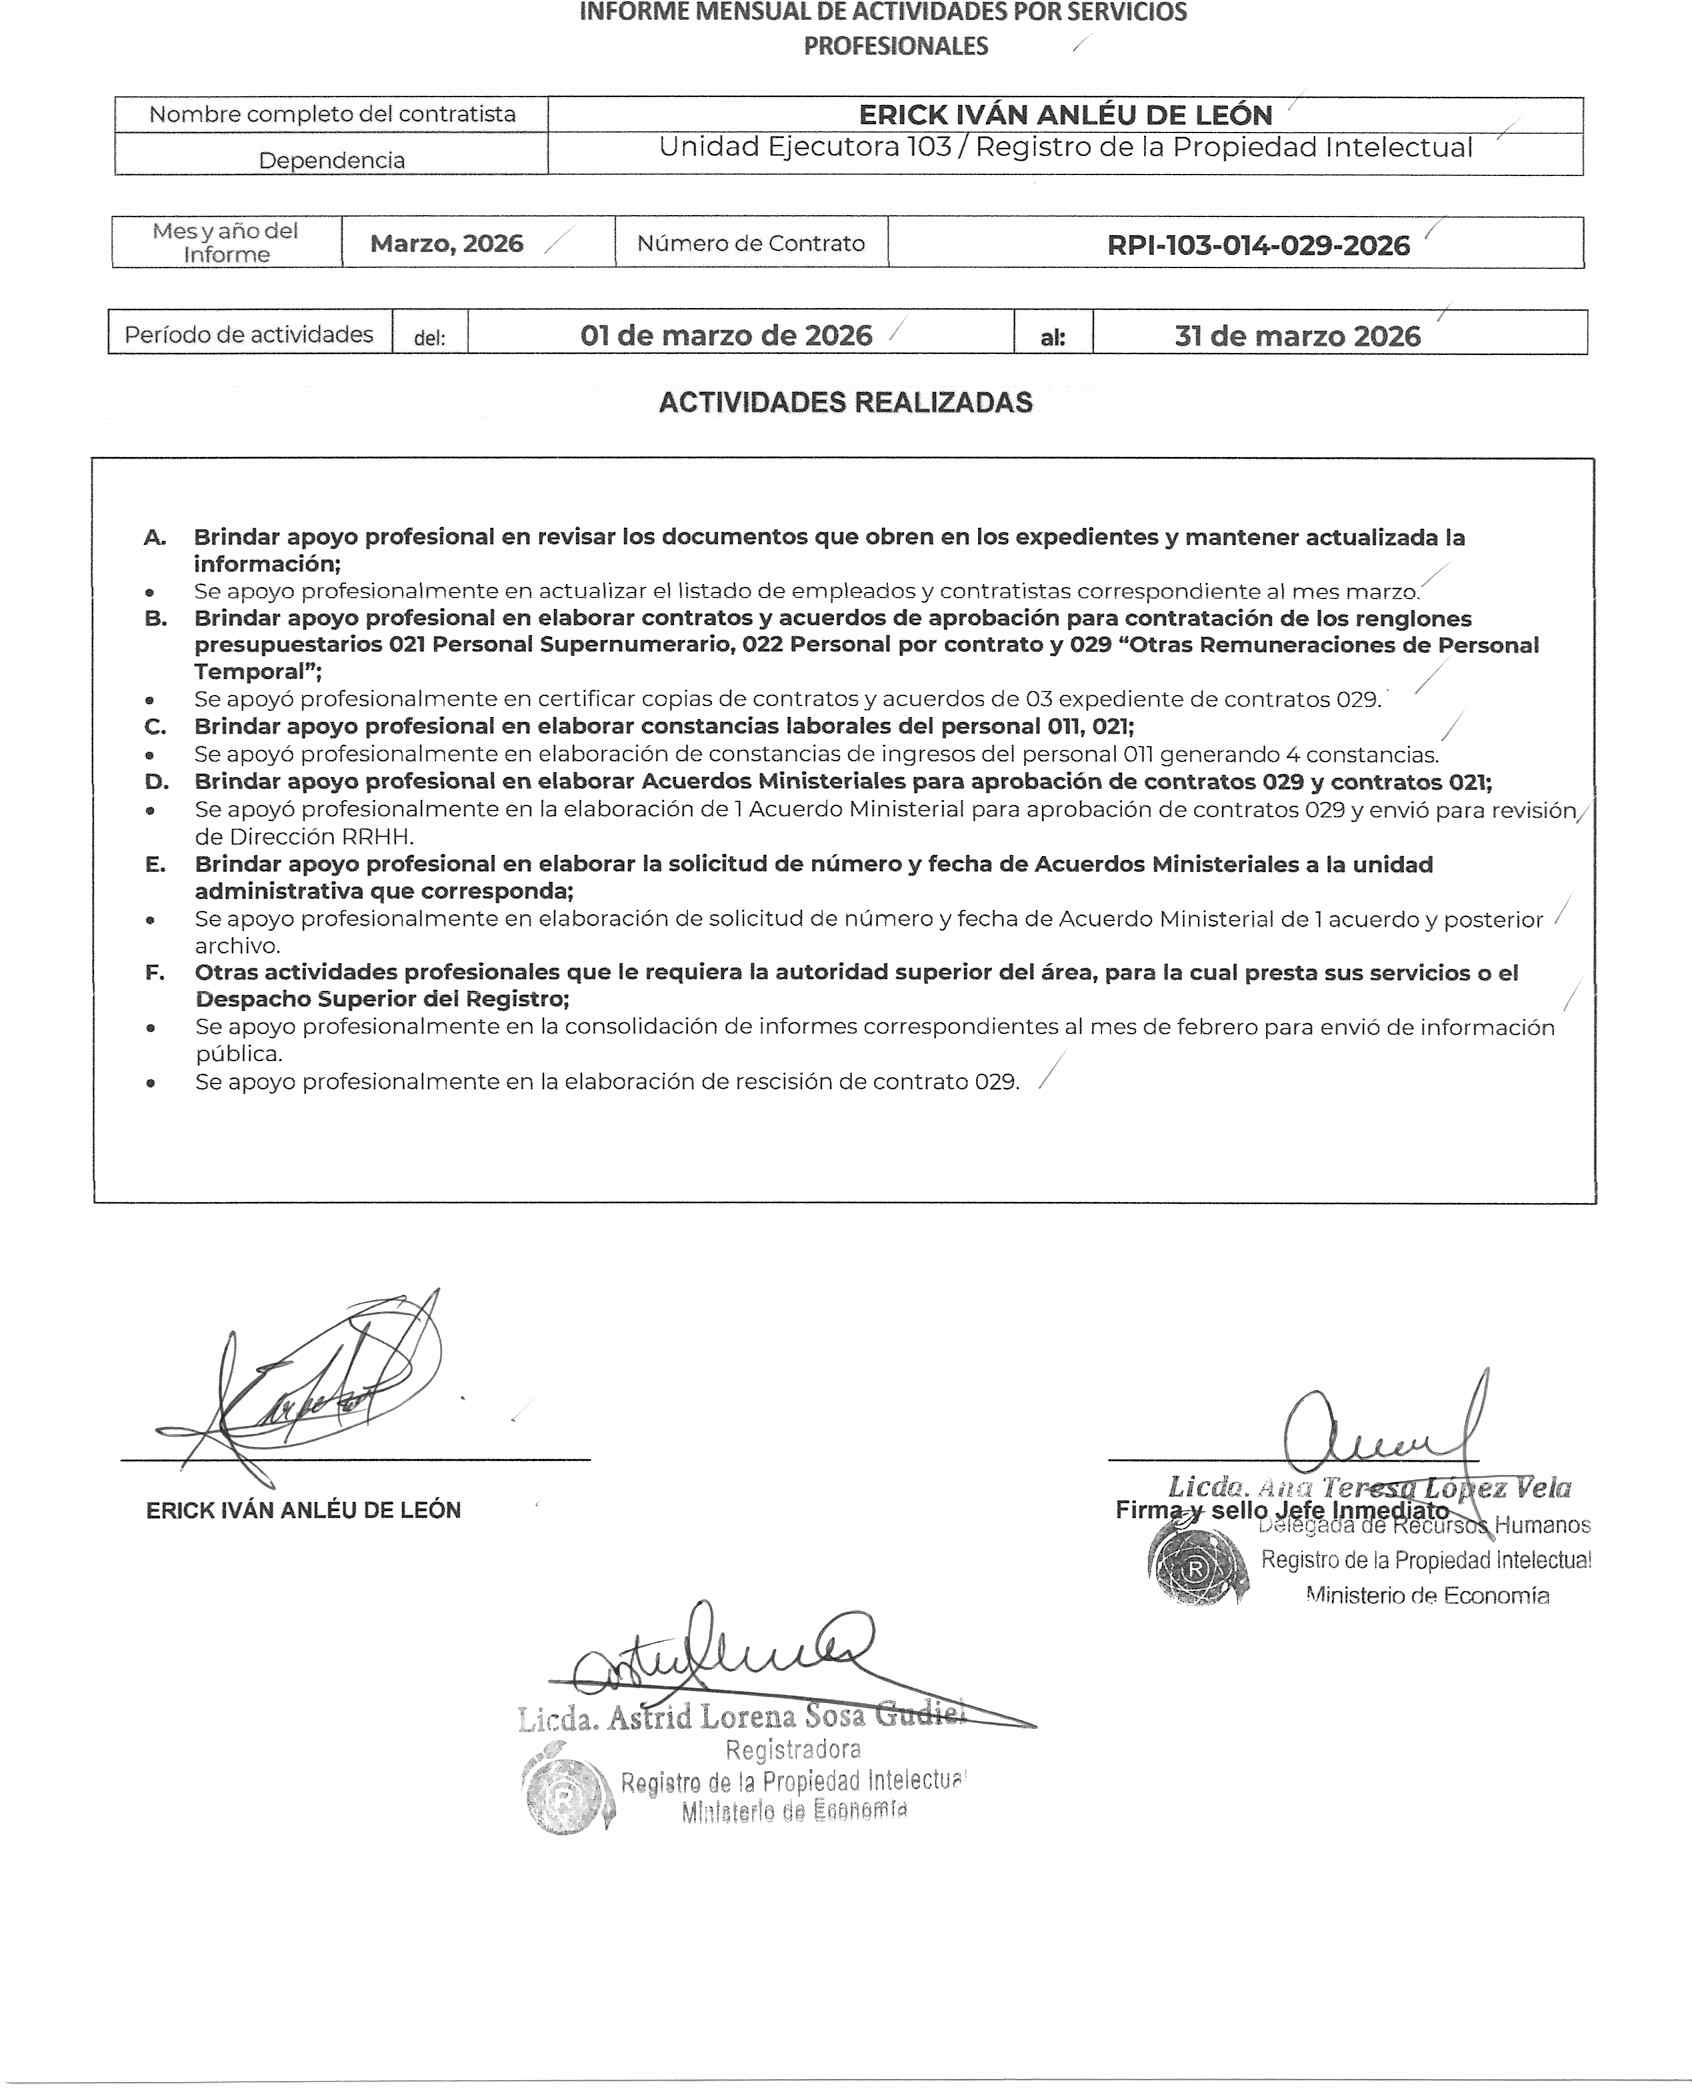 INFORME MENSUAL DE ACTIVIDADES POR SERVICIOS
PROFESIONALES
Nombre completo del contratista
ERICK IVÁN ANLÉU DE LEÓN
Dependencia
Unidad Ejecutora 103 / Registro de la Propiedad Intelectual
Mes y año del
Informe
Marzo, 2026
Número de Contrato
RPI-103-014-029-2026
Período de actividades
del:
01 de marzo de 2026
al:
31 de marzo 2026
ACTIVIDADES REALIZADAS
A. Brindar apoyo profesional en revisar los documentos que obren en los expedientes y mantener actualizada la
información;
• Se apoyo profesionalmente en actualizar el listado de empleados y contratistas correspondiente al mes marzo.
B. Brindar apoyo profesional en elaborar contratos y acuerdos de aprobación para contratación de los renglones
presupuestarios 021 Personal Supernumerario, 022 Personal por contrato y 029 “Otras Remuneraciones de Personal
Temporal”;
• Se apoyó profesionalmente en certificar copias de contratos y acuerdos de 03 expediente de contratos 029.
C. Brindar apoyo profesional en elaborar constancias laborales del personal 011, 021;
• Se apoyó profesionalmente en elaboración de constancias de ingresos del personal 011 generando 4 constancias.
D. Brindar apoyo profesional en elaborar Acuerdos Ministeriales para aprobación de contratos 029 y contratos 021;
• Se apoyó profesionalmente en la elaboración de 1 Acuerdo Ministerial para aprobación de contratos 029 y envió para revisión
de Dirección RRHH.
E. Brindar apoyo profesional en elaborar la solicitud de número y fecha de Acuerdos Ministeriales a la unidad
administrativa que corresponda;
• Se apoyo profesionalmente en elaboración de solicitud de número y fecha de Acuerdo Ministerial de 1 acuerdo y posterior
archivo.
F. Otras actividades profesionales que le requiera la autoridad superior del área, para la cual presta sus servicios o el
Despacho Superior del Registro;
• Se apoyo profesionalmente en la consolidación de informes correspondientes al mes de febrero para envió de información
pública.
• Se apoyo profesionalmente en la elaboración de rescisión de contrato 029.
ERICK IVÁN ANLÉU DE LEÓN
Licda. Ana Teresa López Vela
Firma y sello Jefe Inmediato
Delegada de Recursos Humanos
Registro de la Propiedad Intelectual
Ministerio de Economía
R
Licda. Astrid Lorena Sosa Gudiel
Registradora
Registro de la Propiedad Intelectual
Ministerio de Economía
R